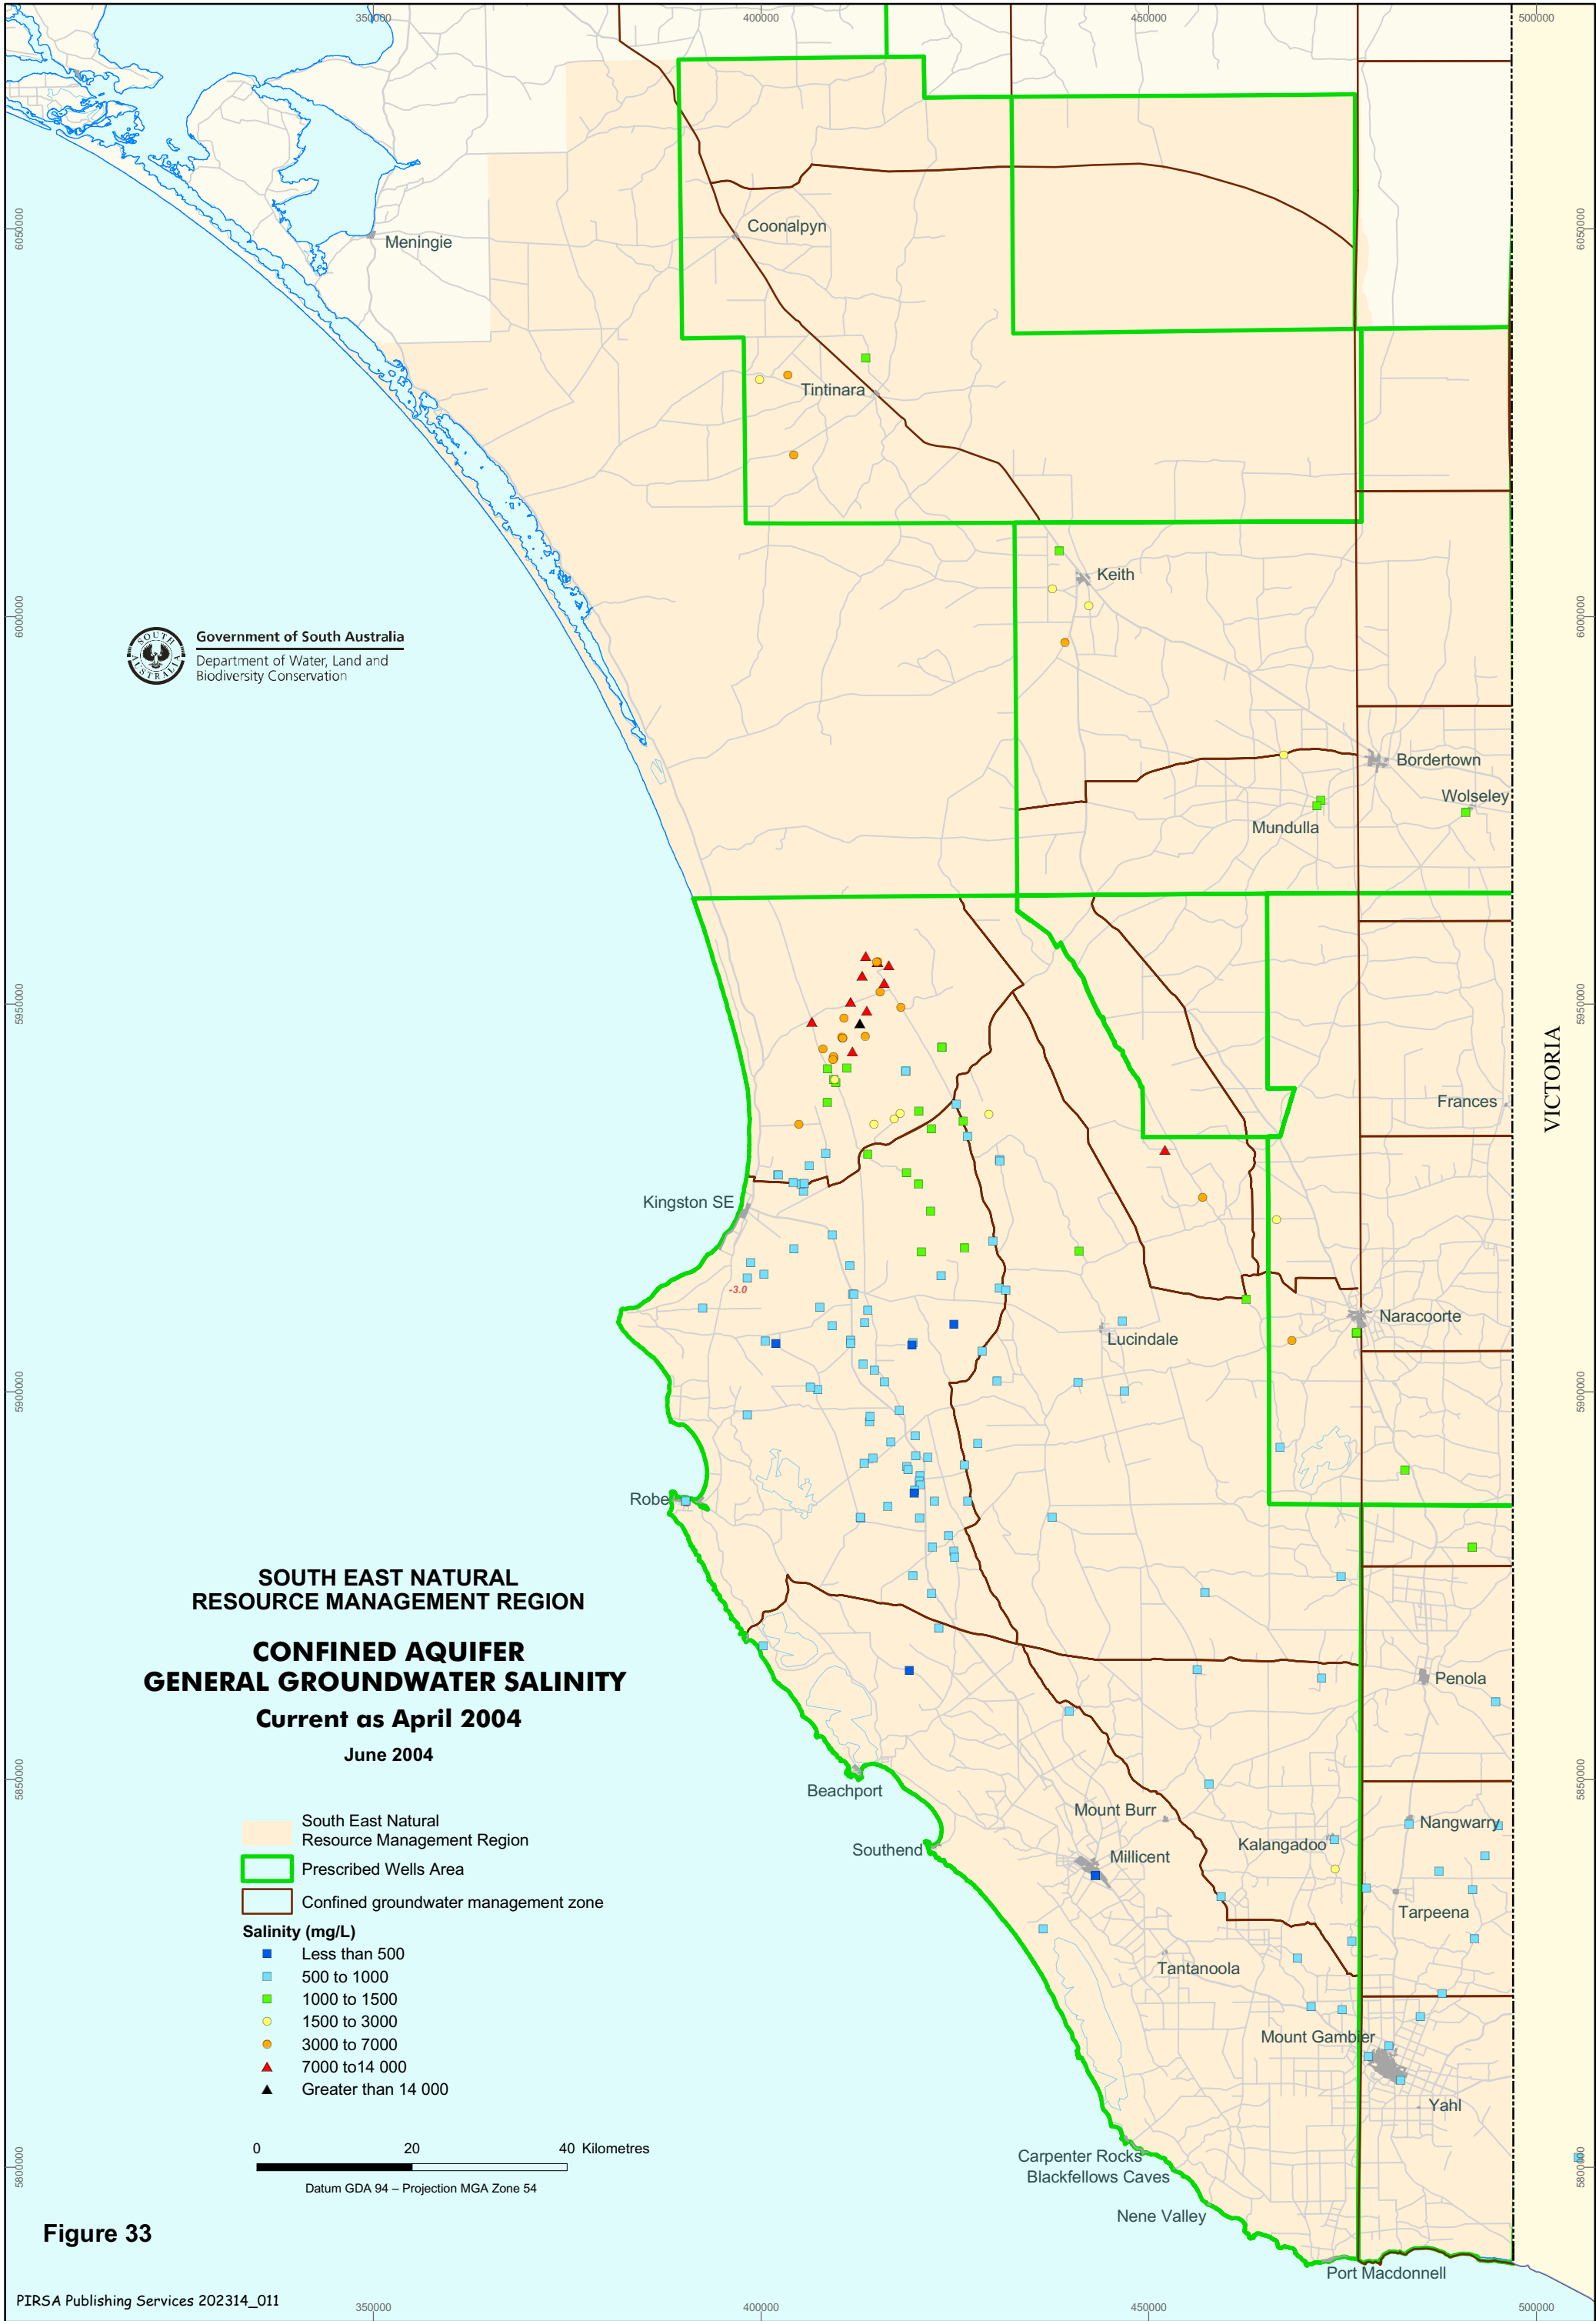 350000
400000
450000
500000
6050000
6050000
Coonalpyn
Meningie
Tintinara
Keith
6000000
6000000
SOUTH
AUSTRALIA
Government of South Australia
Department of Water, Land and
Biodiversity Conservation
Bordertown
Wolseley
Mundulla
5950000
5950000
VICTORIA
Frances
Kingston SE
-3.0
Naracoorte
Lucindale
5900000
5900000
Robe
SOUTH EAST NATURAL
RESOURCE MANAGEMENT REGION
CONFINED AQUIFER
GENERAL GROUNDWATER SALINITY
Current as April 2004
June 2004
Penola
5850000
5850000
Beachport
Mount Burr
Nangwarry
Kalangadoo
Southend
Millicent
Tarpeena
Tantanoola
Mount Gambier
Yahl
South East Natural
Resource Management Region
Prescribed Wells Area
Confined groundwater management zone
Salinity (mg/L)
Less than 500
500 to 1000
1000 to 1500
1500 to 3000
3000 to 7000
7000 to14 000
Greater than 14 000
0 20 40 Kilometres
Datum GDA 94 – Projection MGA Zone 54
5800000
5800000
Carpenter Rocks
Blackfellows Caves
Nene Valley
Port Macdonnell
Figure 33
PIRSA Publishing Services 202314_011
350000
400000
450000
500000